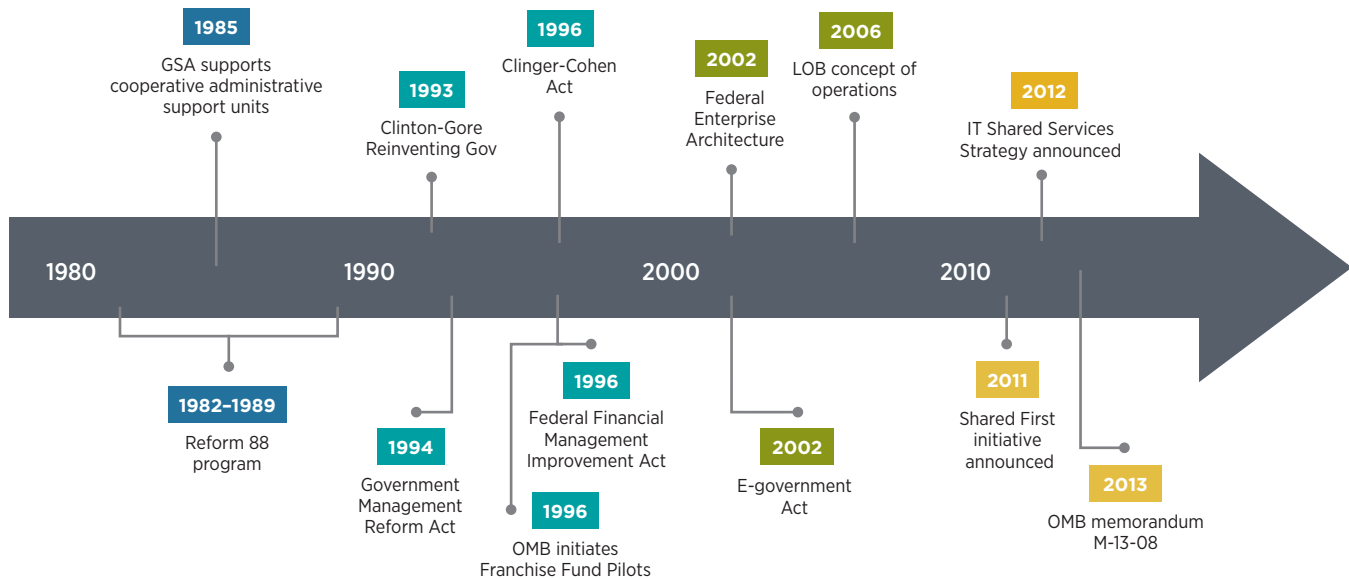 1985
GSA supports
cooperative administrative
support units
1993
Clinton-Gore
Reinventing Gov
1996
Clinger-Cohen
Act
2002
Federal
Enterprise
Architecture
2006
LOB concept of
operations
2012
IT Shared Services
Strategy announced
1980
1990
2000
2010
1982–1989
Reform 88
program
1994
Government
Management
Reform Act
1996
Federal Financial
Management
Improvement Act
1996
OMB initiates
Franchise Fund Pilots
2002
E-government
Act
2011
Shared First
initiative
announced
2013
OMB memorandum
M-13-08